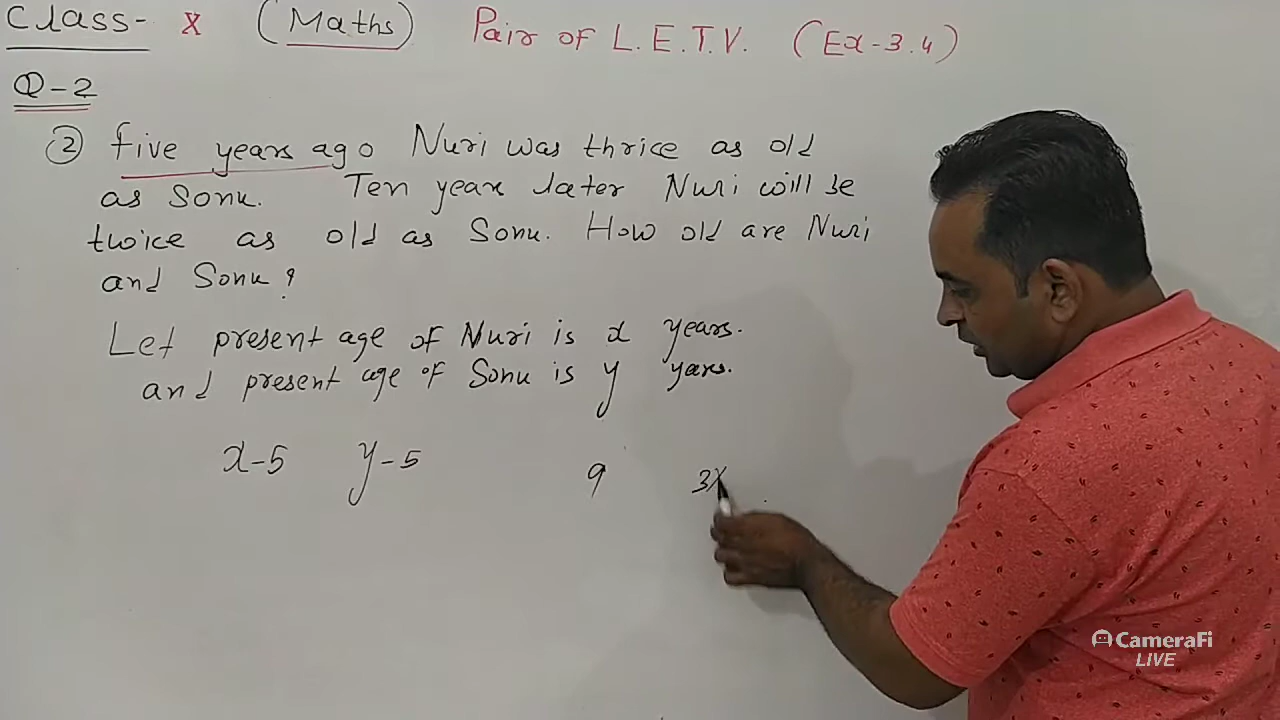 Class- X (Maths) Pair of L.E.T.V. (Ex-3.4)
Q-2
② five years ago Nuri was thrice as old
as Sonu. Ten year later Nuri will be
twice as old as Sonu. How old are Nuri
and Sonu?
Let present age of Nuri is x years.
and present age of Sonu is y years.
x-5 y-5 9 3x
CameraFi
LIVE